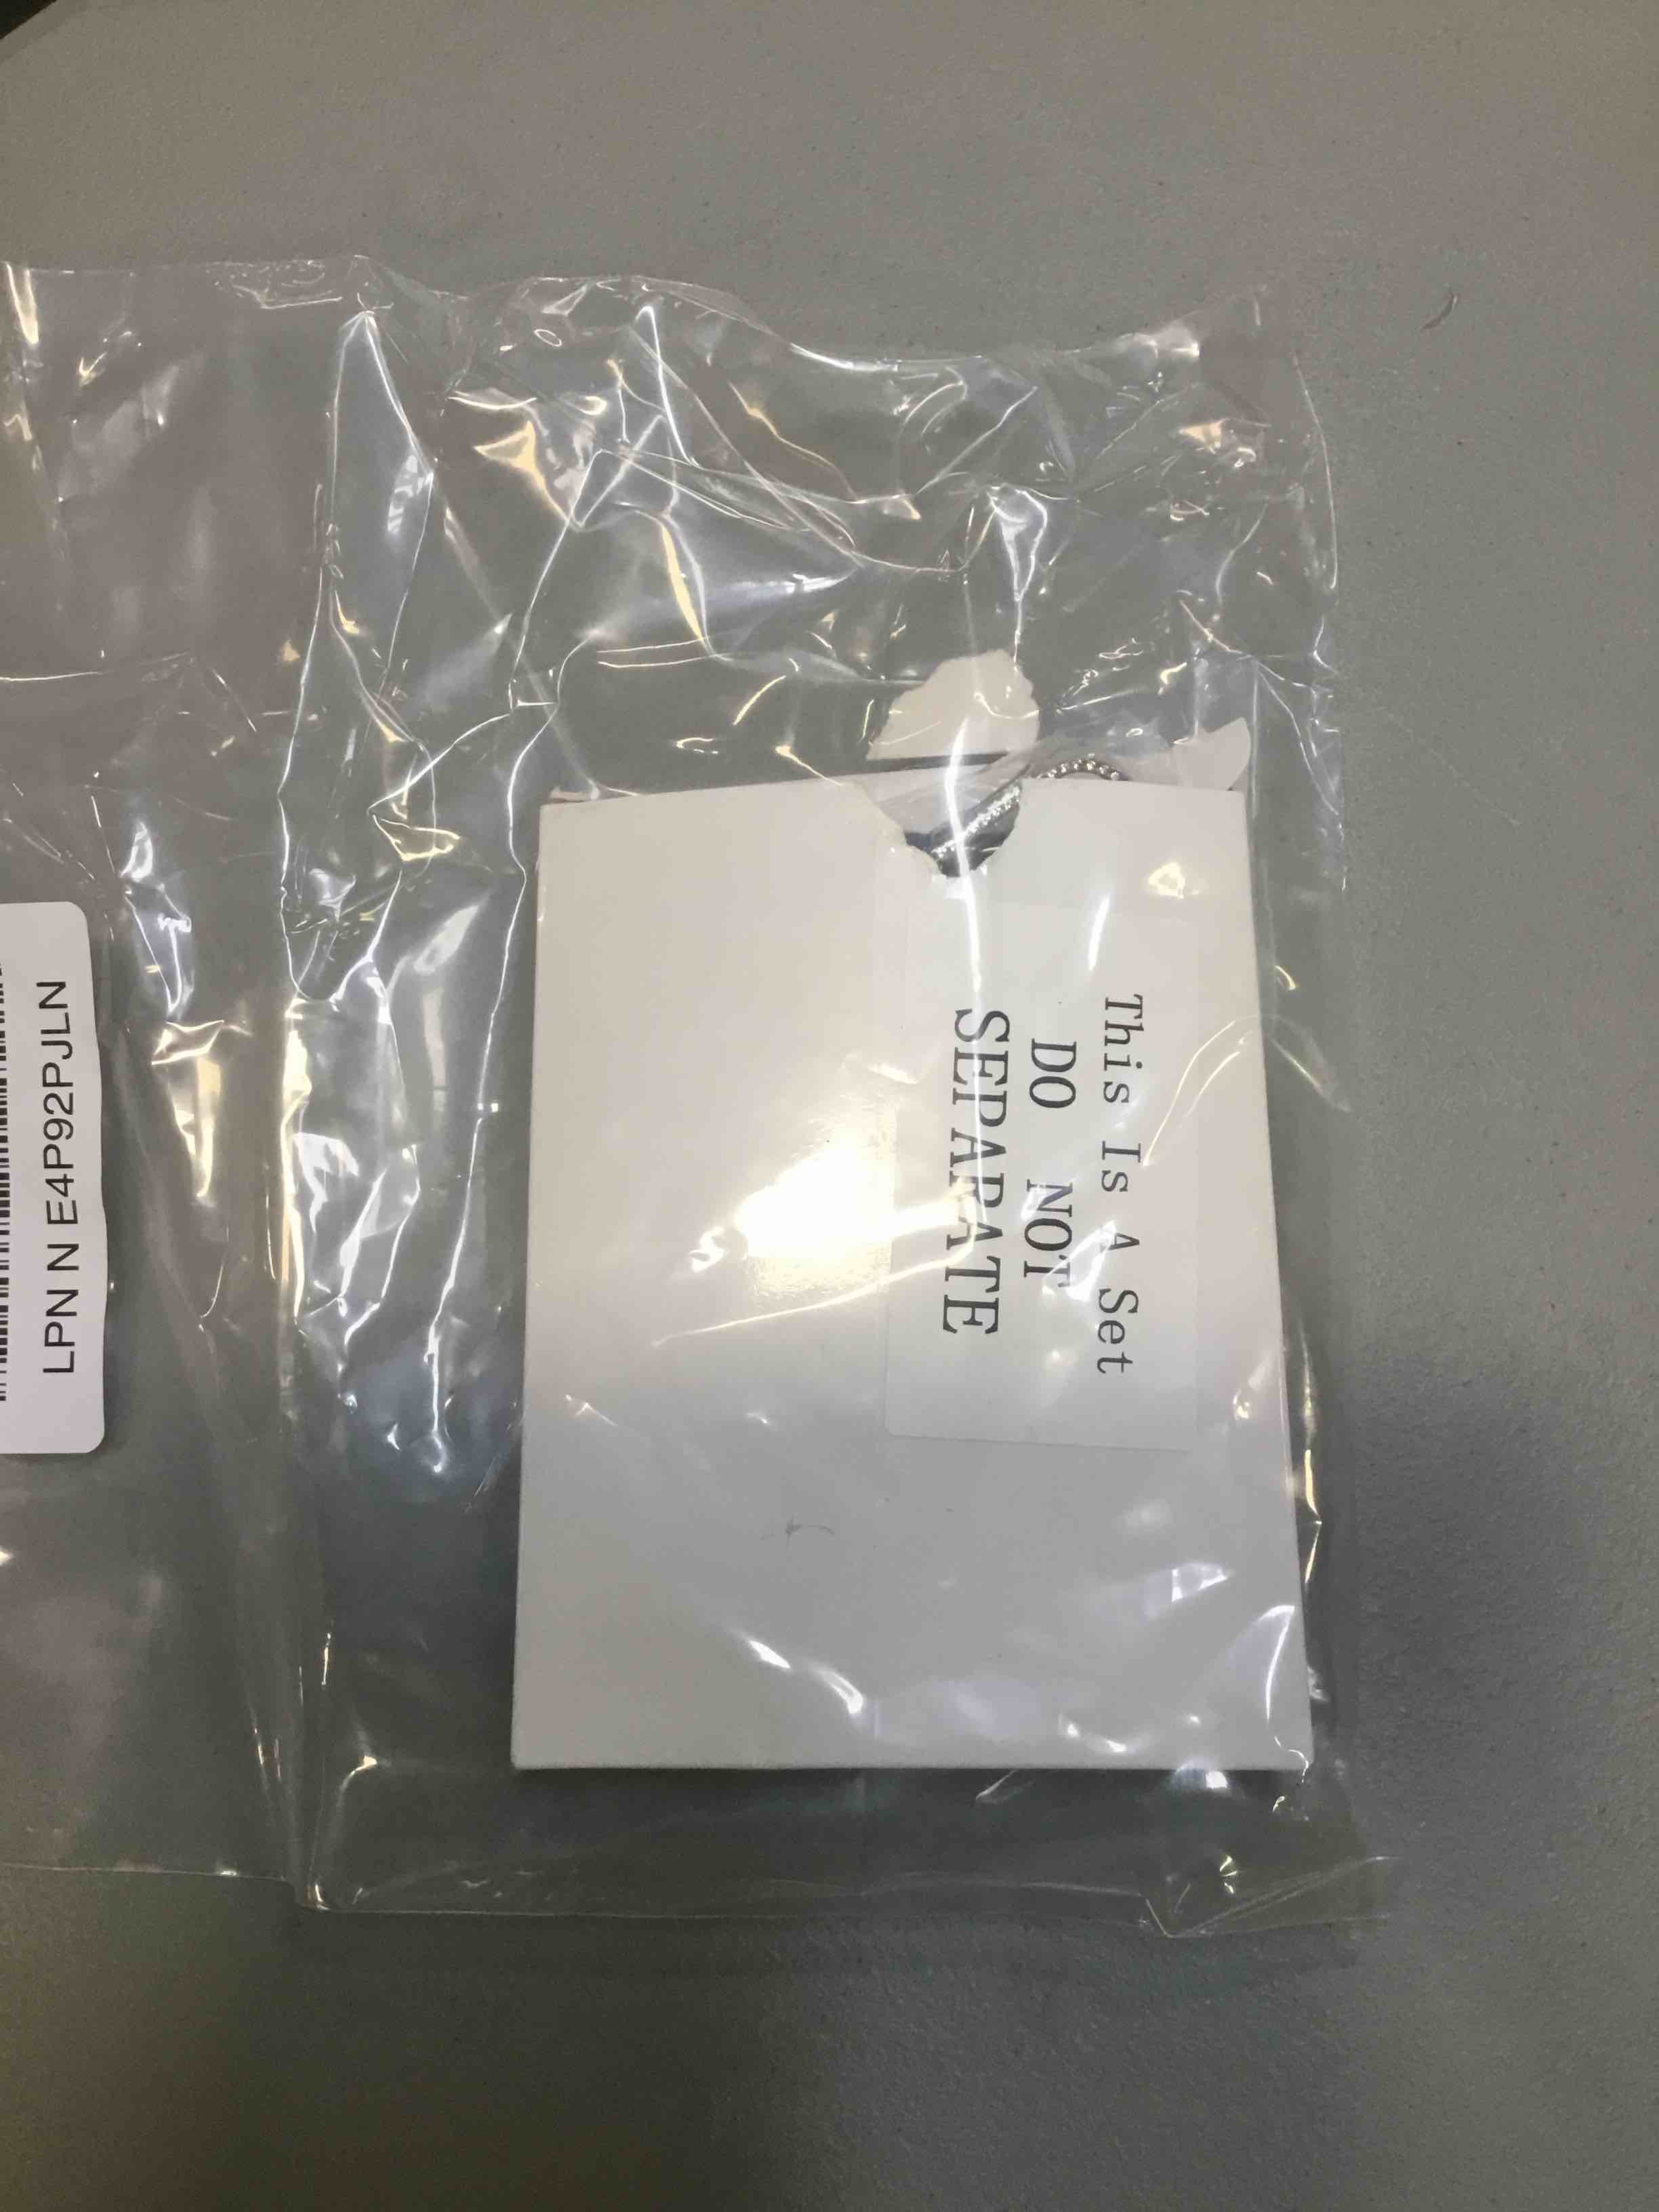 This Is A Set
DO NOT
SEPARATE
LPN N E4P92PJLN